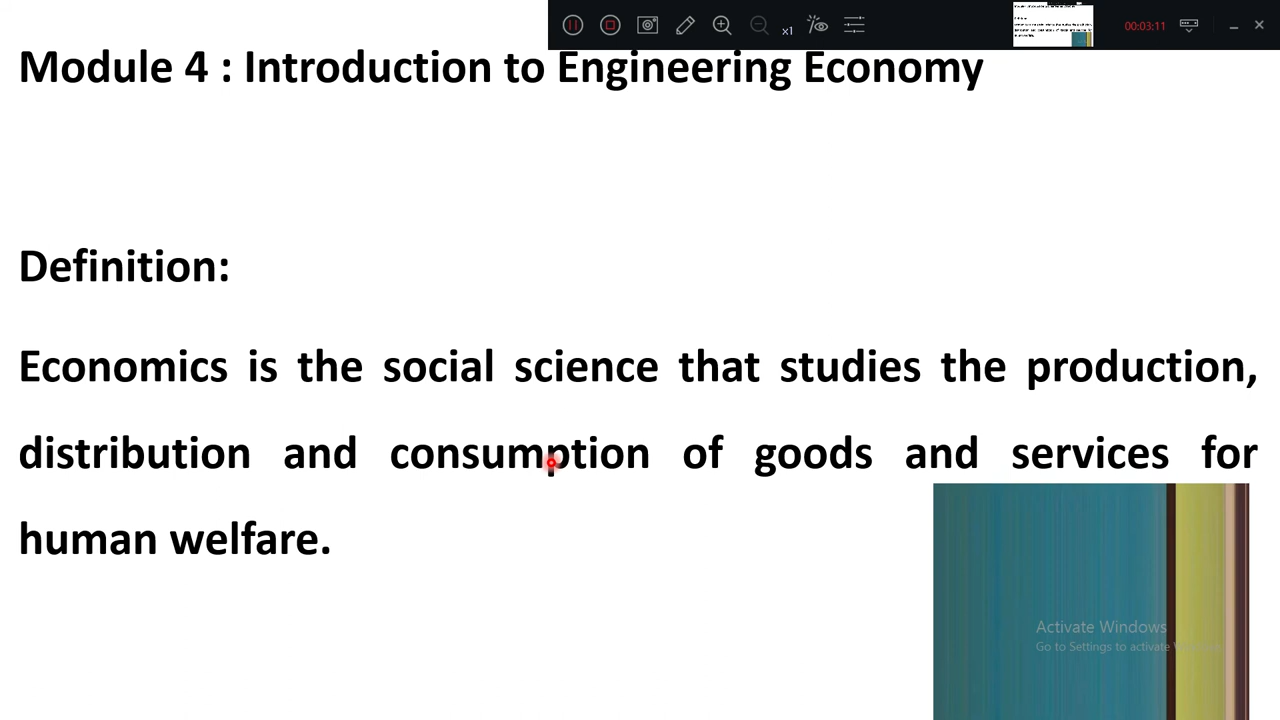 x1
00:03:11
Module 4 : Introduction to Engineering Economy
Definition:
Economics is the social science that studies the production,
distribution and consumption of goods and services for
human welfare.
Activate Windows
Go to Settings to activate